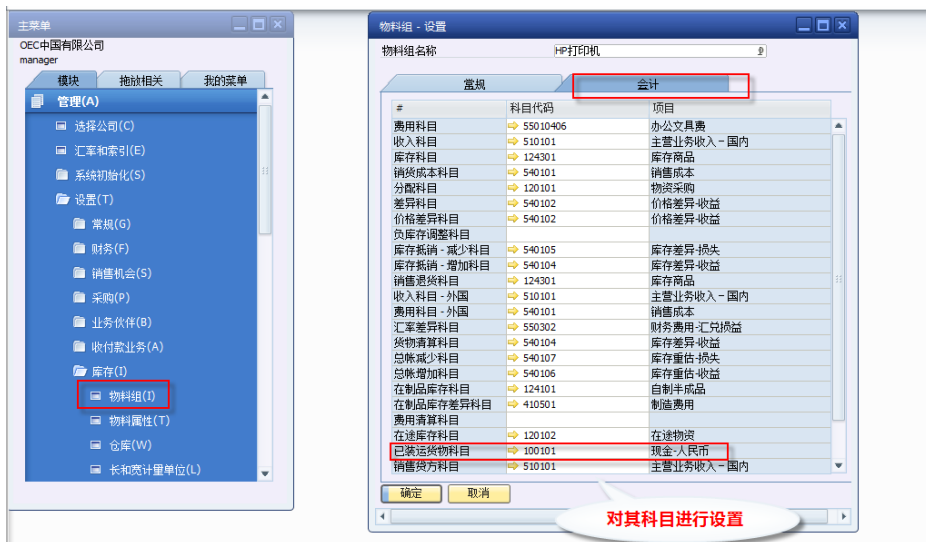 主菜单
OEC中国有限公司
manager
模块 拖放相关 我的菜单
管理(A)
选择公司(C)
汇率和索引(E)
系统初始化(S)
设置(T)
常规(G)
财务(F)
销售机会(S)
采购(P)
业务伙伴(B)
收付款业务(A)
库存(I)
物料组(I)
物料属性(T)
仓库(W)
长和宽计量单位(L)
物料组 - 设置
物料组名称 HP打印机
常规 会计
# 科目代码 项目
费用科目 55010406 办公文具费
收入科目 510101 主营业务收入－国内
库存科目 124301 库存商品
销货成本科目 540101 销售成本
分配科目 120101 物资采购
差异科目 540102 价格差异-收益
价格差异科目 540102 价格差异-收益
负库存调整科目
库存抵销 - 减少科目 540105 库存差异-损失
库存抵销 - 增加科目 540104 库存差异-收益
销售退货科目 124301 库存商品
收入科目 - 外国 510101 主营业务收入－国内
费用科目 - 外国 540101 销售成本
汇率差异科目 550302 财务费用-汇兑损益
货物清算科目 540104 库存差异-收益
总帐减少科目 540107 库存重估-损失
总帐增加科目 540106 库存重估-收益
在制品库存科目 124101 自制半成品
在制品库存差异科目 410501 制造费用
费用清算科目
在途库存科目 120102 在途物资
已装运货物科目 100101 现金-人民币
销售贷方科目 510101 主营业务收入－国内
确定 取消
对其科目进行设置